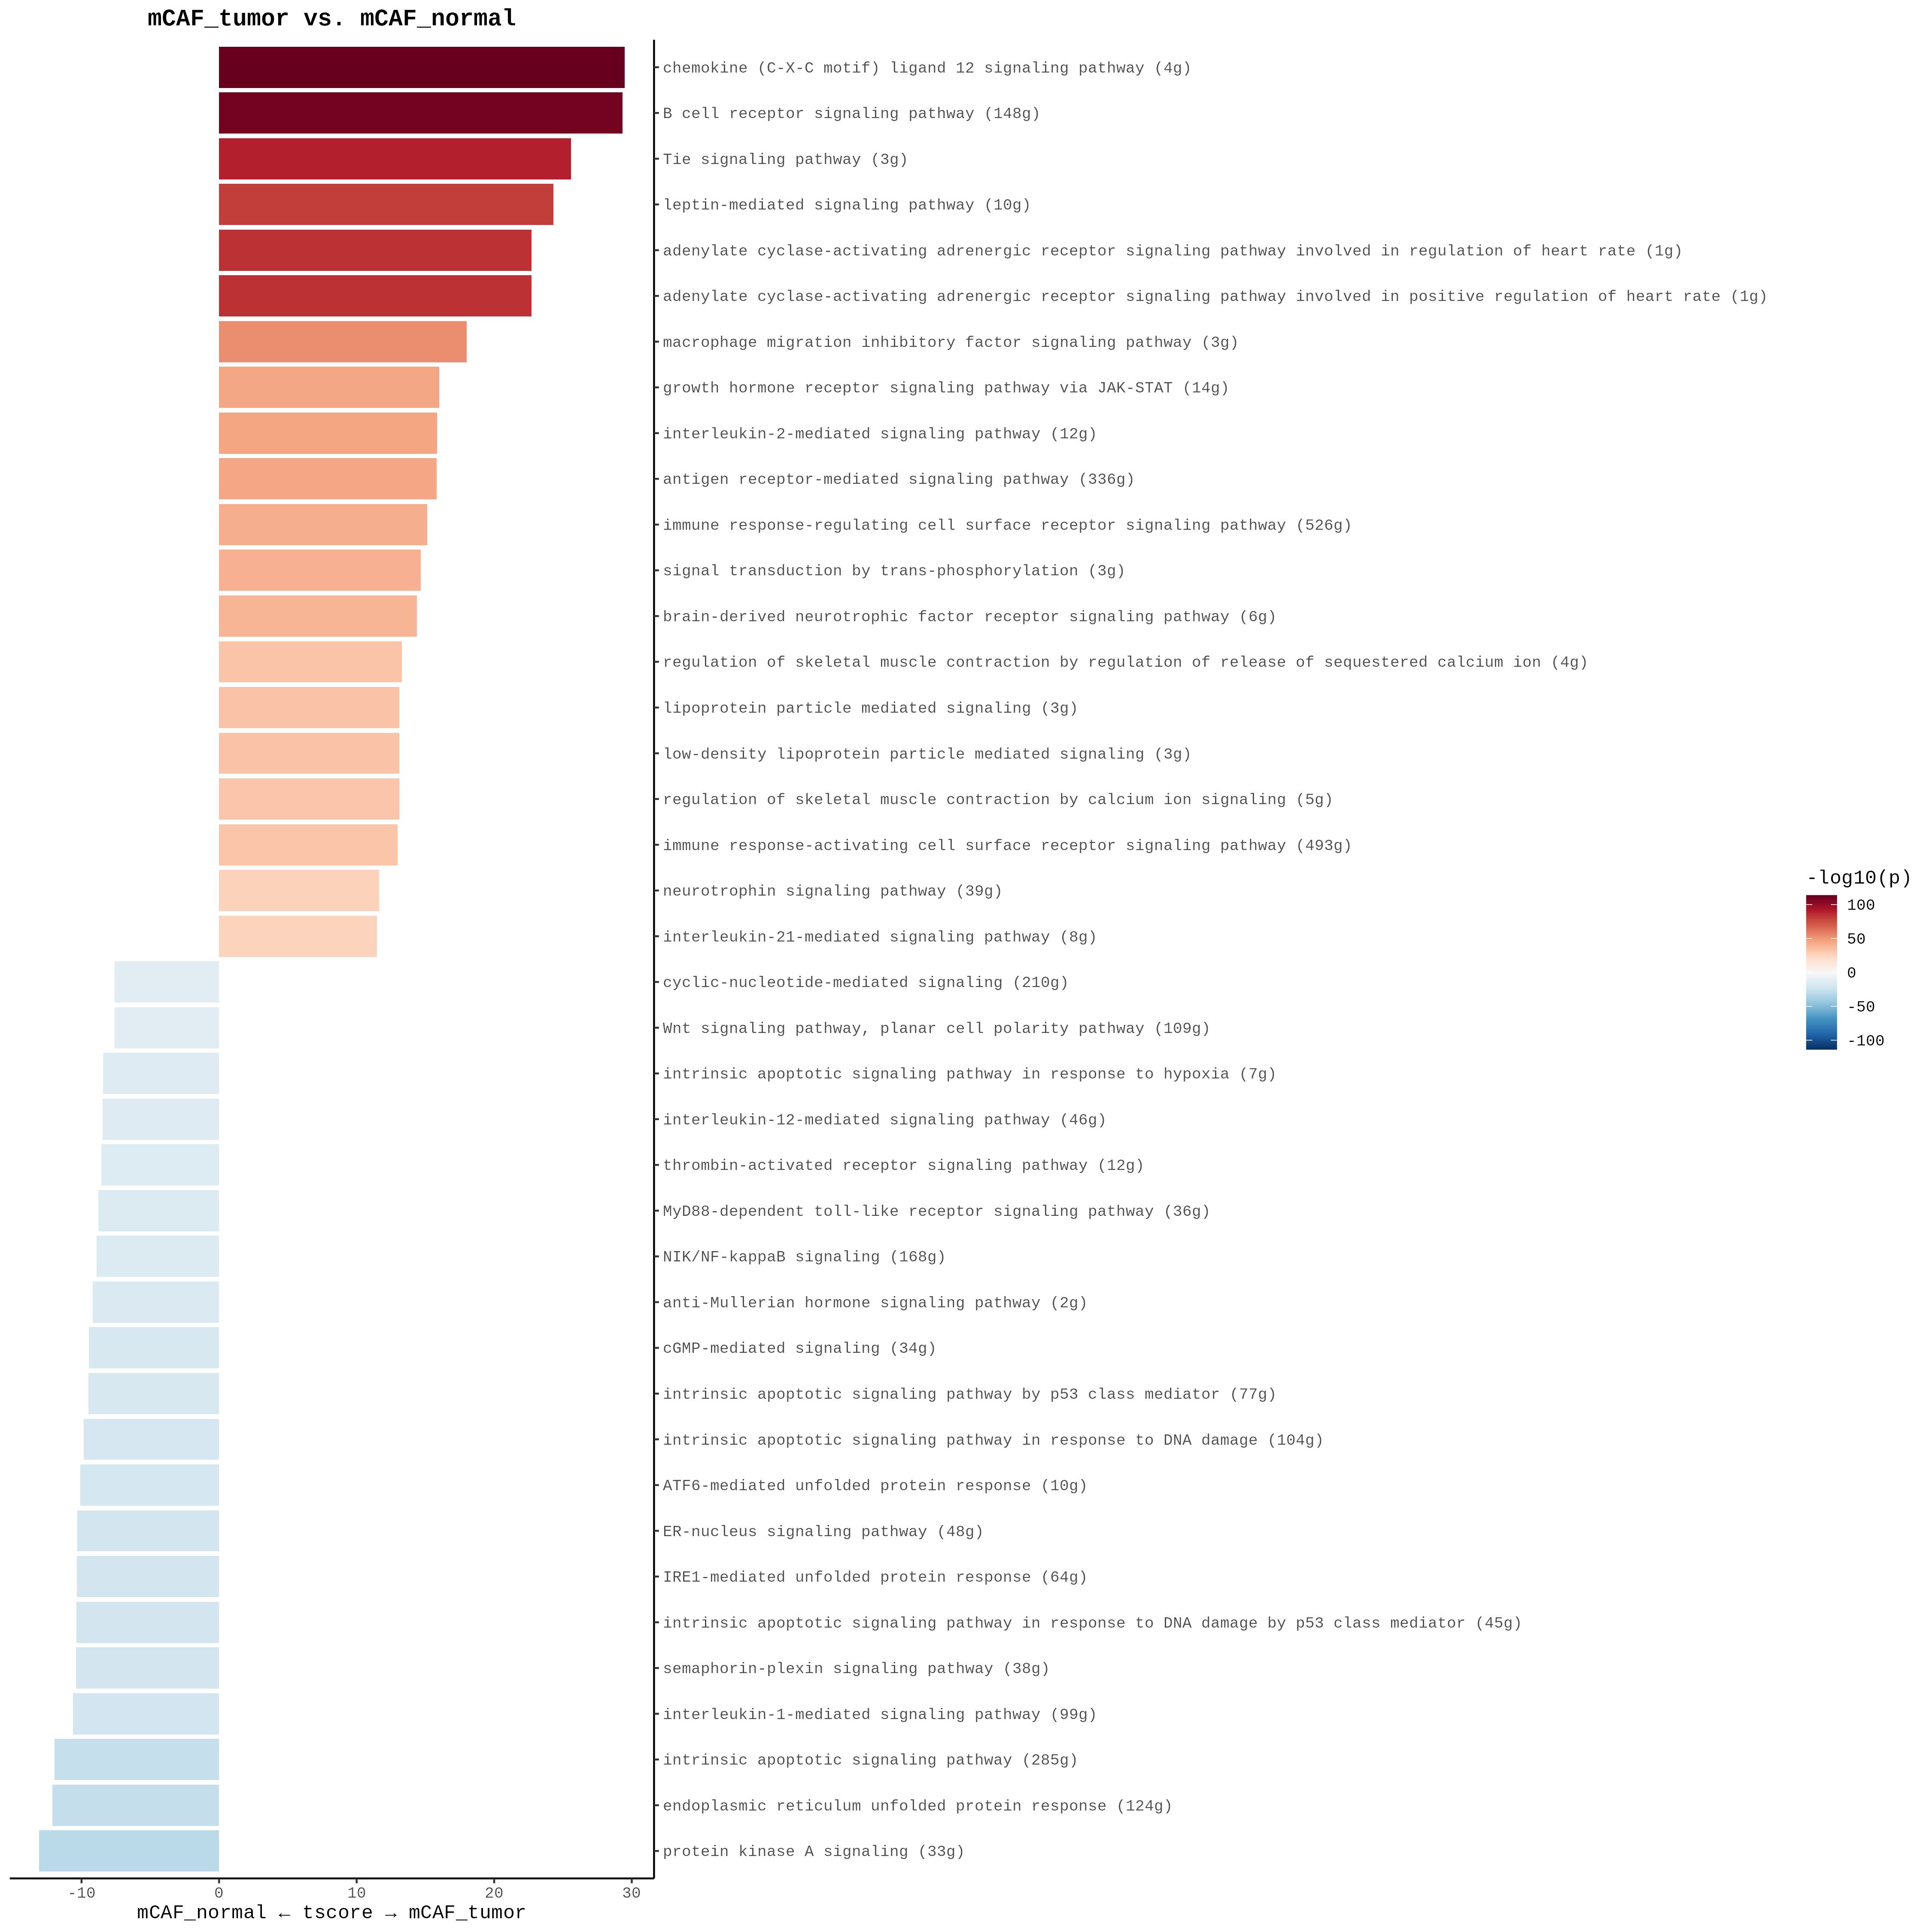 mCAF_tumor vs. mCAF_normal
chemokine (C-X-C motif) ligand 12 signaling pathway (4g)
B cell receptor signaling pathway (148g)
Tie signaling pathway (3g)
leptin-mediated signaling pathway (10g)
adenylate cyclase-activating adrenergic receptor signaling pathway involved in regulation of heart rate (1g)
adenylate cyclase-activating adrenergic receptor signaling pathway involved in positive regulation of heart rate (1g)
macrophage migration inhibitory factor signaling pathway (3g)
growth hormone receptor signaling pathway via JAK-STAT (14g)
interleukin-2-mediated signaling pathway (12g)
antigen receptor-mediated signaling pathway (336g)
immune response-regulating cell surface receptor signaling pathway (526g)
signal transduction by trans-phosphorylation (3g)
brain-derived neurotrophic factor receptor signaling pathway (6g)
regulation of skeletal muscle contraction by regulation of release of sequestered calcium ion (4g)
lipoprotein particle mediated signaling (3g)
low-density lipoprotein particle mediated signaling (3g)
regulation of skeletal muscle contraction by calcium ion signaling (5g)
immune response-activating cell surface receptor signaling pathway (493g)
neurotrophin signaling pathway (39g)
interleukin-21-mediated signaling pathway (8g)
cyclic-nucleotide-mediated signaling (210g)
Wnt signaling pathway, planar cell polarity pathway (109g)
intrinsic apoptotic signaling pathway in response to hypoxia (7g)
interleukin-12-mediated signaling pathway (46g)
thrombin-activated receptor signaling pathway (12g)
MyD88-dependent toll-like receptor signaling pathway (36g)
NIK/NF-kappaB signaling (168g)
anti-Mullerian hormone signaling pathway (2g)
cGMP-mediated signaling (34g)
intrinsic apoptotic signaling pathway by p53 class mediator (77g)
intrinsic apoptotic signaling pathway in response to DNA damage (104g)
ATF6-mediated unfolded protein response (10g)
ER-nucleus signaling pathway (48g)
IRE1-mediated unfolded protein response (64g)
intrinsic apoptotic signaling pathway in response to DNA damage by p53 class mediator (45g)
semaphorin-plexin signaling pathway (38g)
interleukin-1-mediated signaling pathway (99g)
intrinsic apoptotic signaling pathway (285g)
endoplasmic reticulum unfolded protein response (124g)
protein kinase A signaling (33g)
-10 0 10 20 30
mCAF_normal ← tscore → mCAF_tumor
-log10(p)
100
50
0
-50
-100